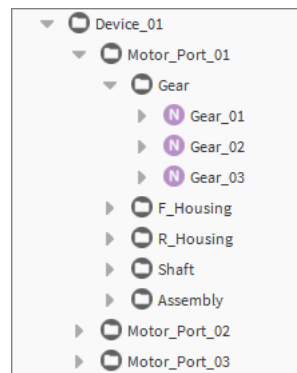 Device_01
Motor_Port_01
Gear
N Gear_01
N Gear_02
N Gear_03
F_Housing
R_Housing
Shaft
Assembly
Motor_Port_02
Motor_Port_03